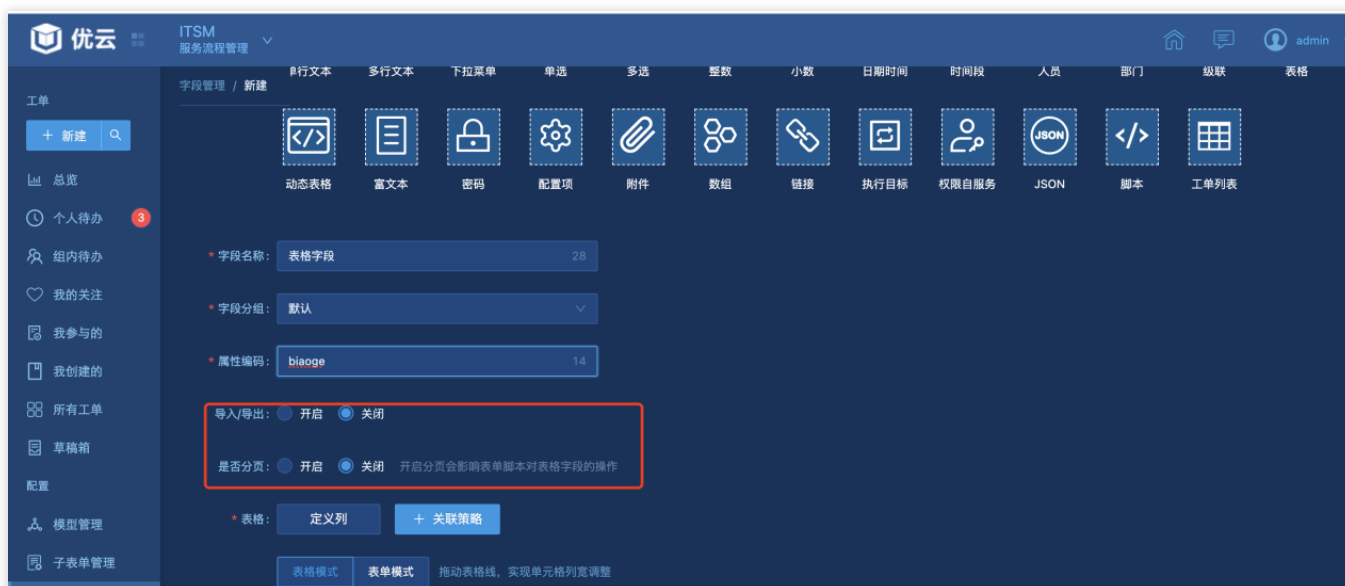 优云
ITSM
服务流程管理
admin
字段管理 / 新建
单行文本 多行文本 下拉菜单 单选 多选 整数 小数 日期时间 时间段 人员 部门 级联 表格
动态表格 富文本 密码 配置项 附件 数组 链接 执行目标 权限自服务 JSON 脚本 工单列表
JSON
工单
+ 新建
总览
个人待办 3
组内待办
我的关注
我参与的
我创建的
所有工单
草稿箱
配置
模型管理
子表单管理
* 字段名称: 表格字段 28
* 字段分组: 默认
* 属性编码: biaoge 14
导入/导出: 开启 关闭
是否分页: 开启 关闭 开启分页会影响表单脚本对表格字段的操作
* 表格: 定义列 + 关联策略
表格模式 表单模式 拖动表格线，实现单元格列宽调整